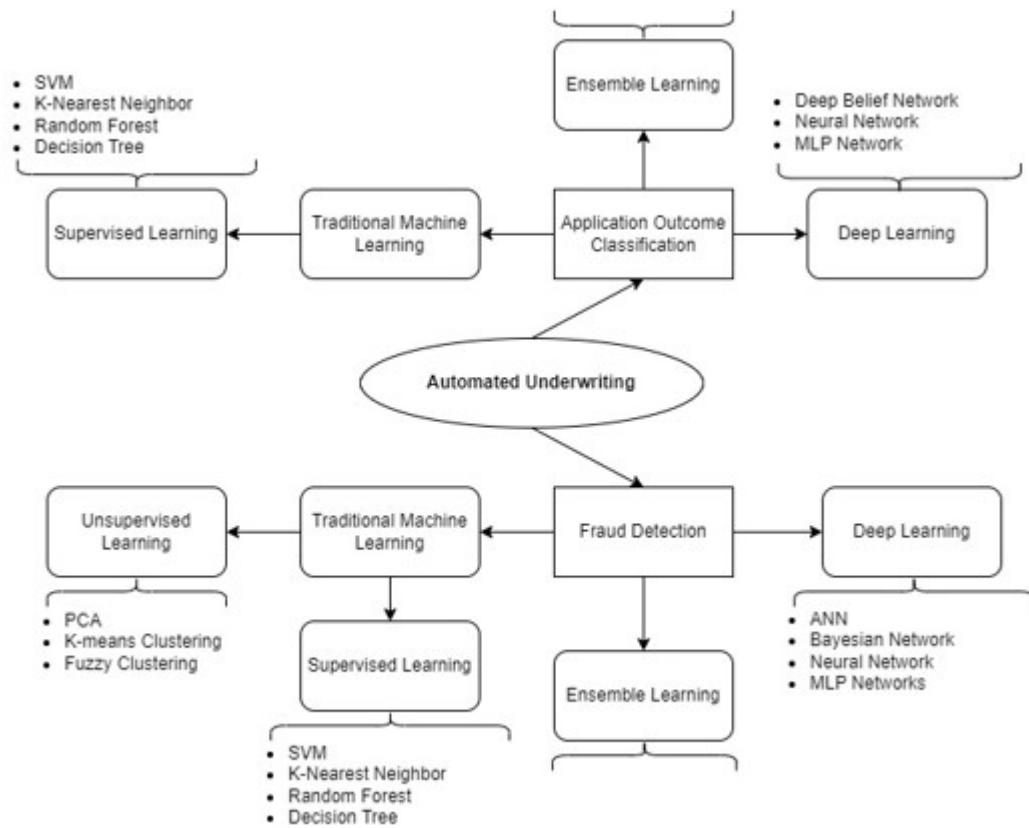 Ensemble Learning
• SVM
• K-Nearest Neighbor
• Random Forest
• Decision Tree
• Deep Belief Network
• Neural Network
• MLP Network
Supervised Learning
Traditional Machine
Learning
Application Outcome
Classification
Deep Learning
Automated Underwriting
Unsupervised
Learning
Traditional Machine
Learning
Fraud Detection
Deep Learning
• PCA
• K-means Clustering
• Fuzzy Clustering
Supervised Learning
Ensemble Learning
• ANN
• Bayesian Network
• Neural Network
• MLP Networks
• SVM
• K-Nearest Neighbor
• Random Forest
• Decision Tree